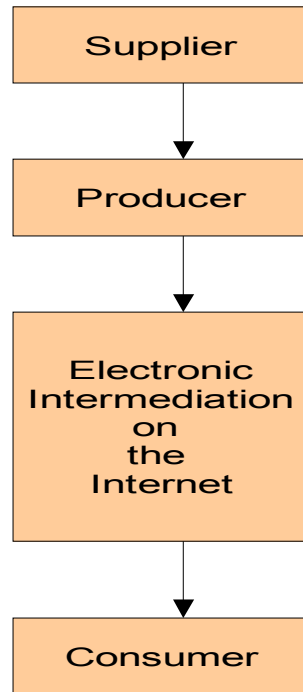 Supplier
Producer
Electronic
Intermediation
on
the
Internet
Consumer